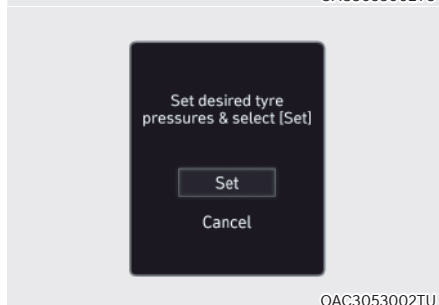 Set desired tyre
pressures & select [Set]
Set
Cancel
OAC3053002TU